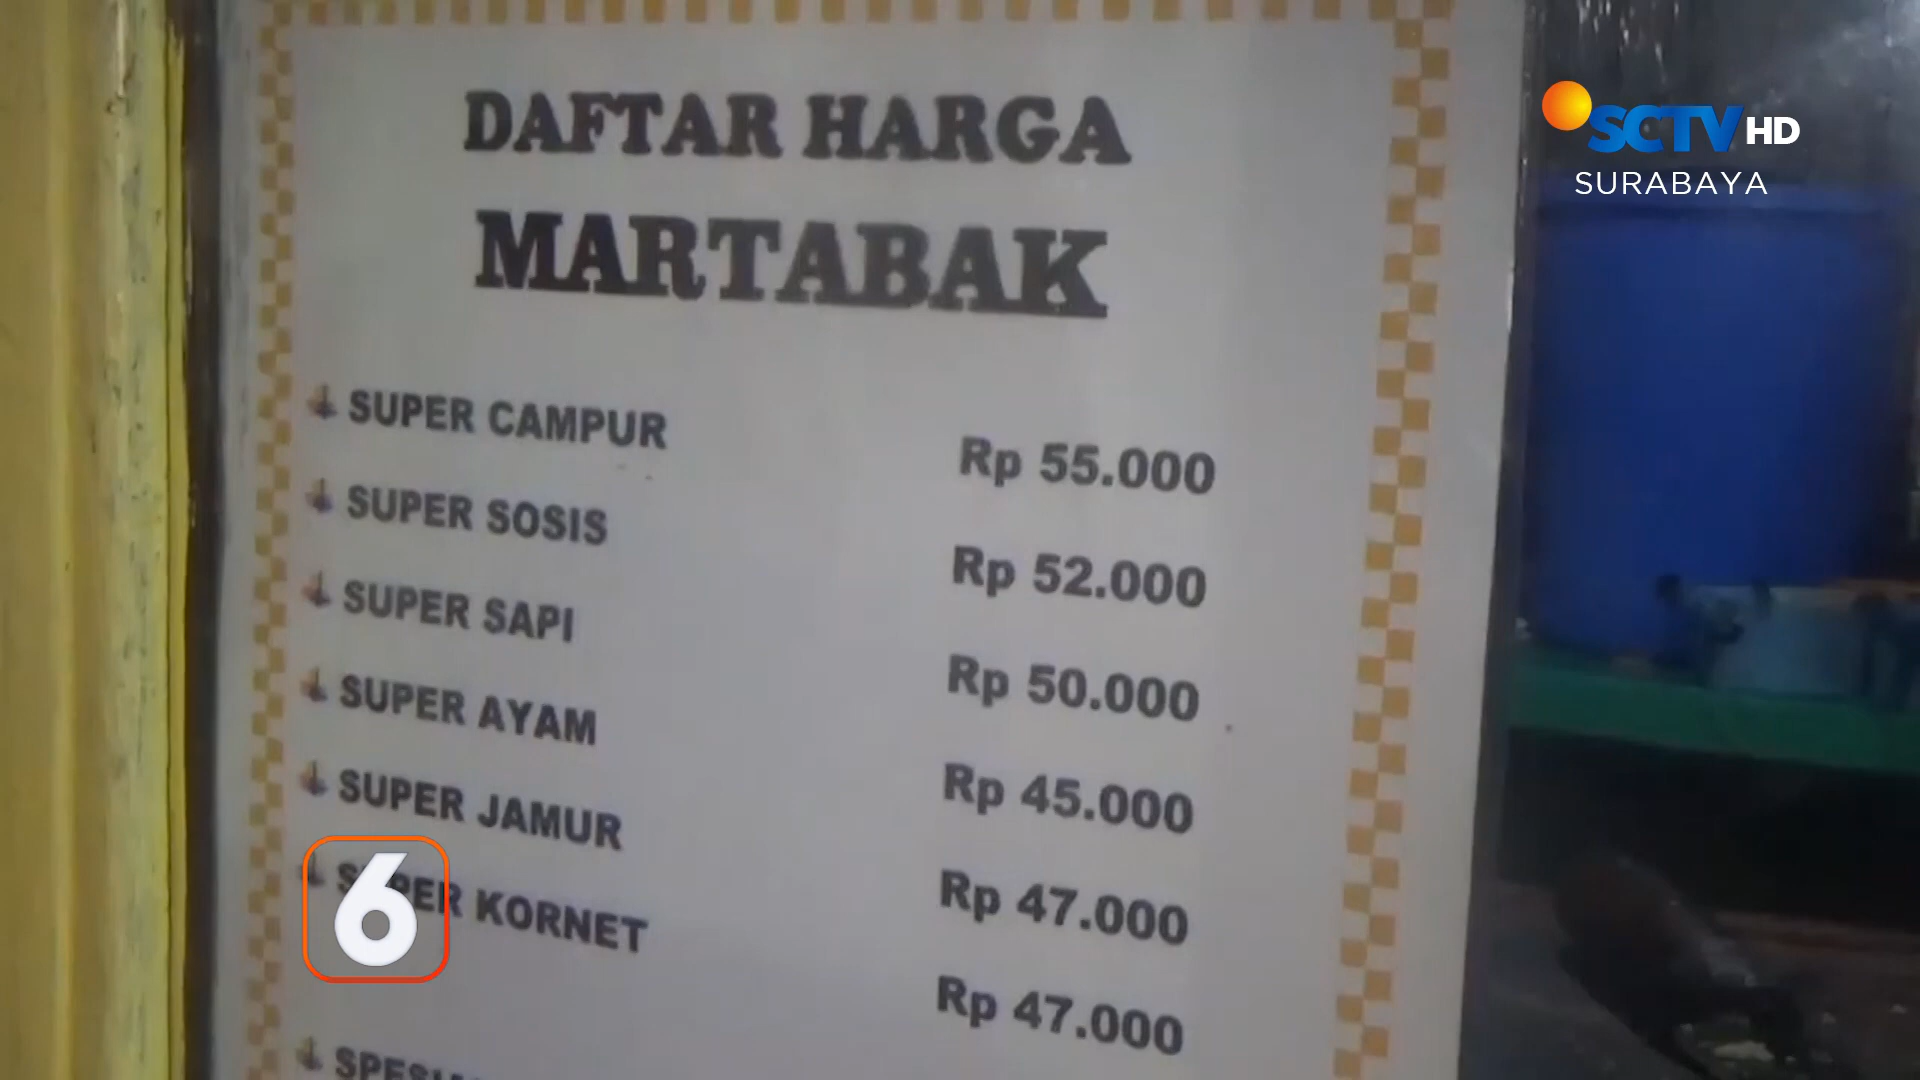 DAFTAR HARGA
MARTABAK
SUPER CAMPUR Rp 55.000
SUPER SOSIS Rp 52.000
SUPER SAPI Rp 50.000
SUPER AYAM Rp 45.000
SUPER JAMUR Rp 47.000
SUPER KORNET Rp 47.000
SCTV HD
SURABAYA
6